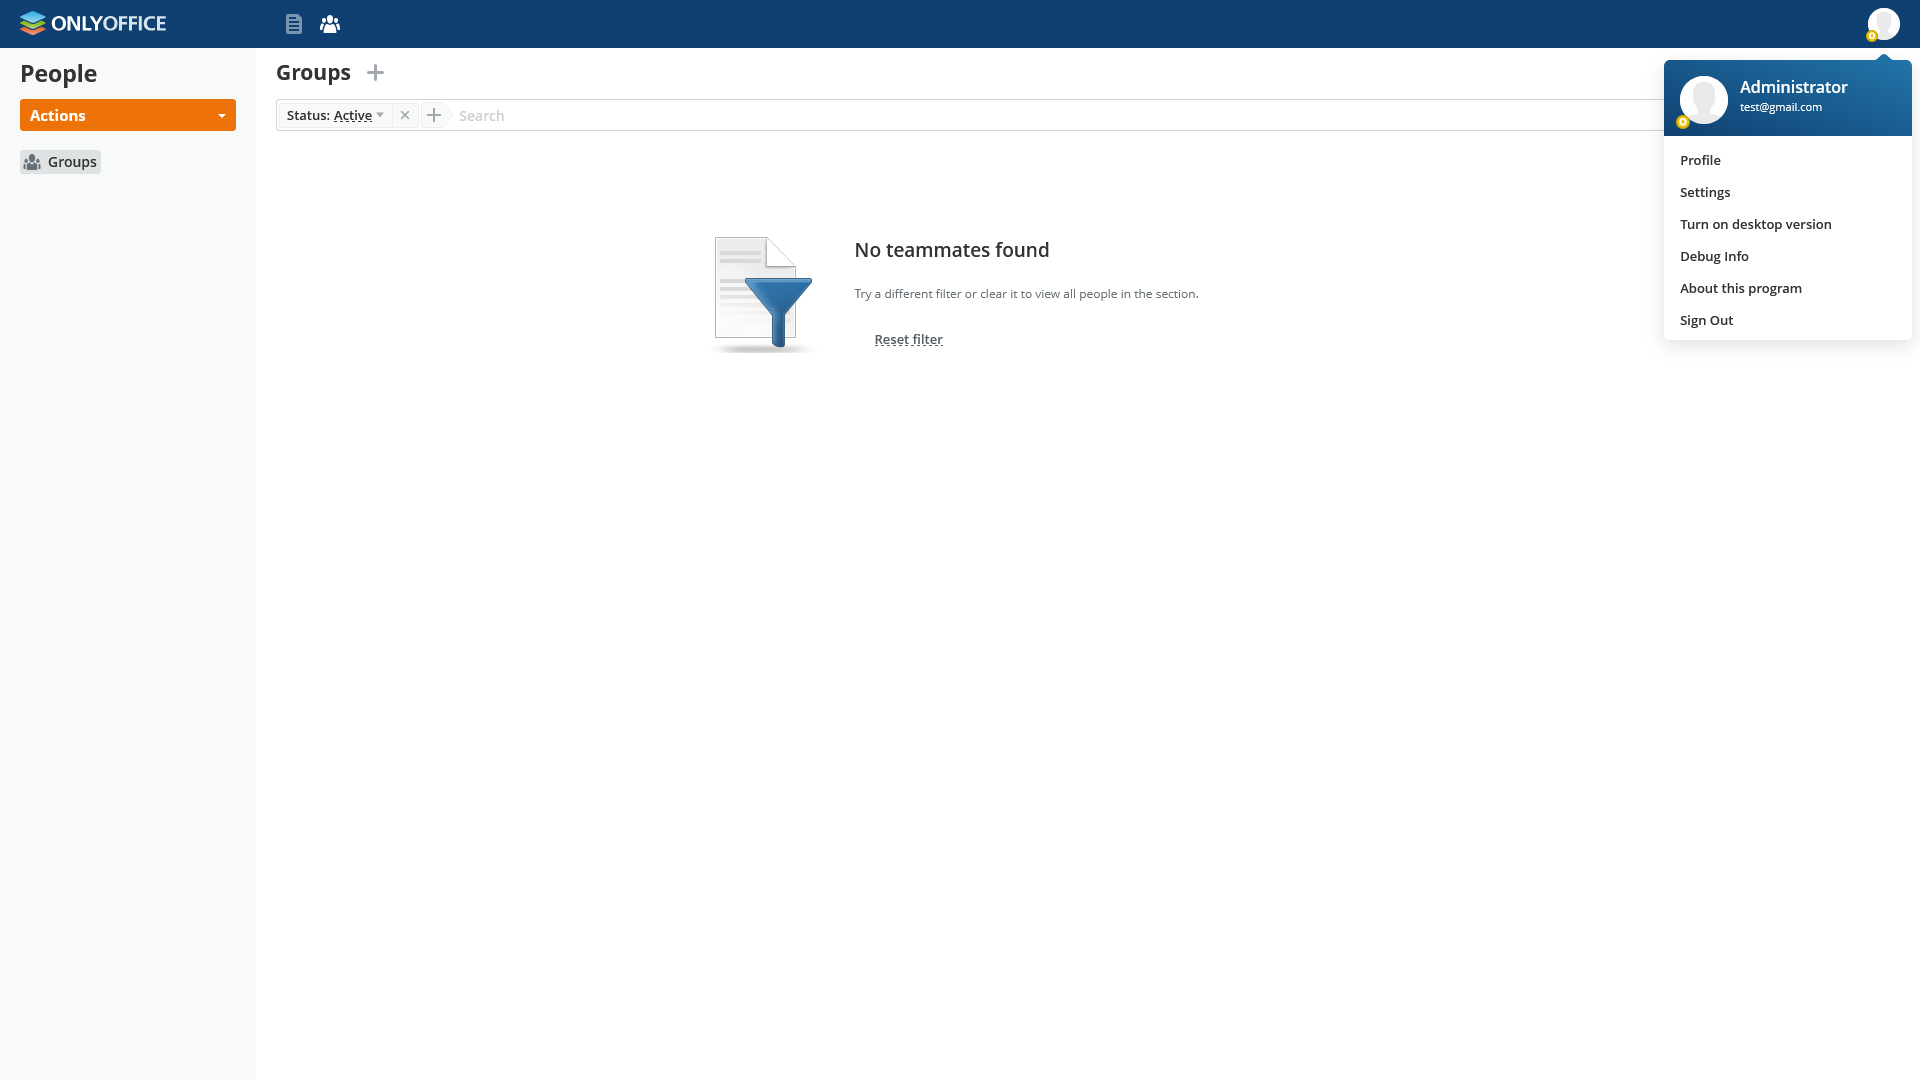 ONLYOFFICE
People
Actions
Groups
Groups
Status: Active
Search
No teammates found
Try a different filter or clear it to view all people in the section.
Reset filter
Administrator
test@gmail.com
Profile
Settings
Turn on desktop version
Debug Info
About this program
Sign Out